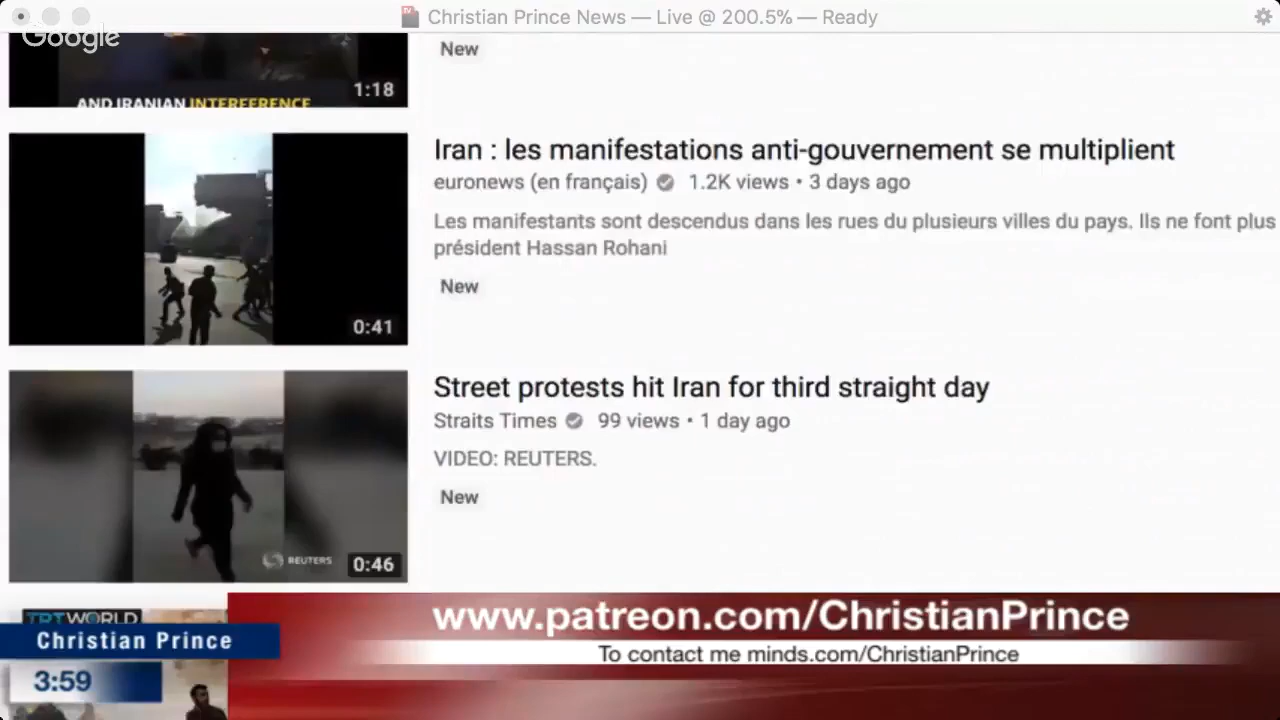 Christian Prince News — Live @ 200.5% — Ready
Google
New
1:18
AND IRANIAN INTERFERENCE
Iran : les manifestations anti-gouvernement se multiplient
euronews (en français) 1.2K views • 3 days ago
Les manifestants sont descendus dans les rues du plusieurs villes du pays. Ils ne font plus
président Hassan Rohani
New
0:41
Street protests hit Iran for third straight day
Straits Times 99 views • 1 day ago
VIDEO: REUTERS.
New
REUTERS
0:46
TRT WORLD
www.patreon.com/ChristianPrince
Christian Prince
To contact me minds.com/ChristianPrince
3:59